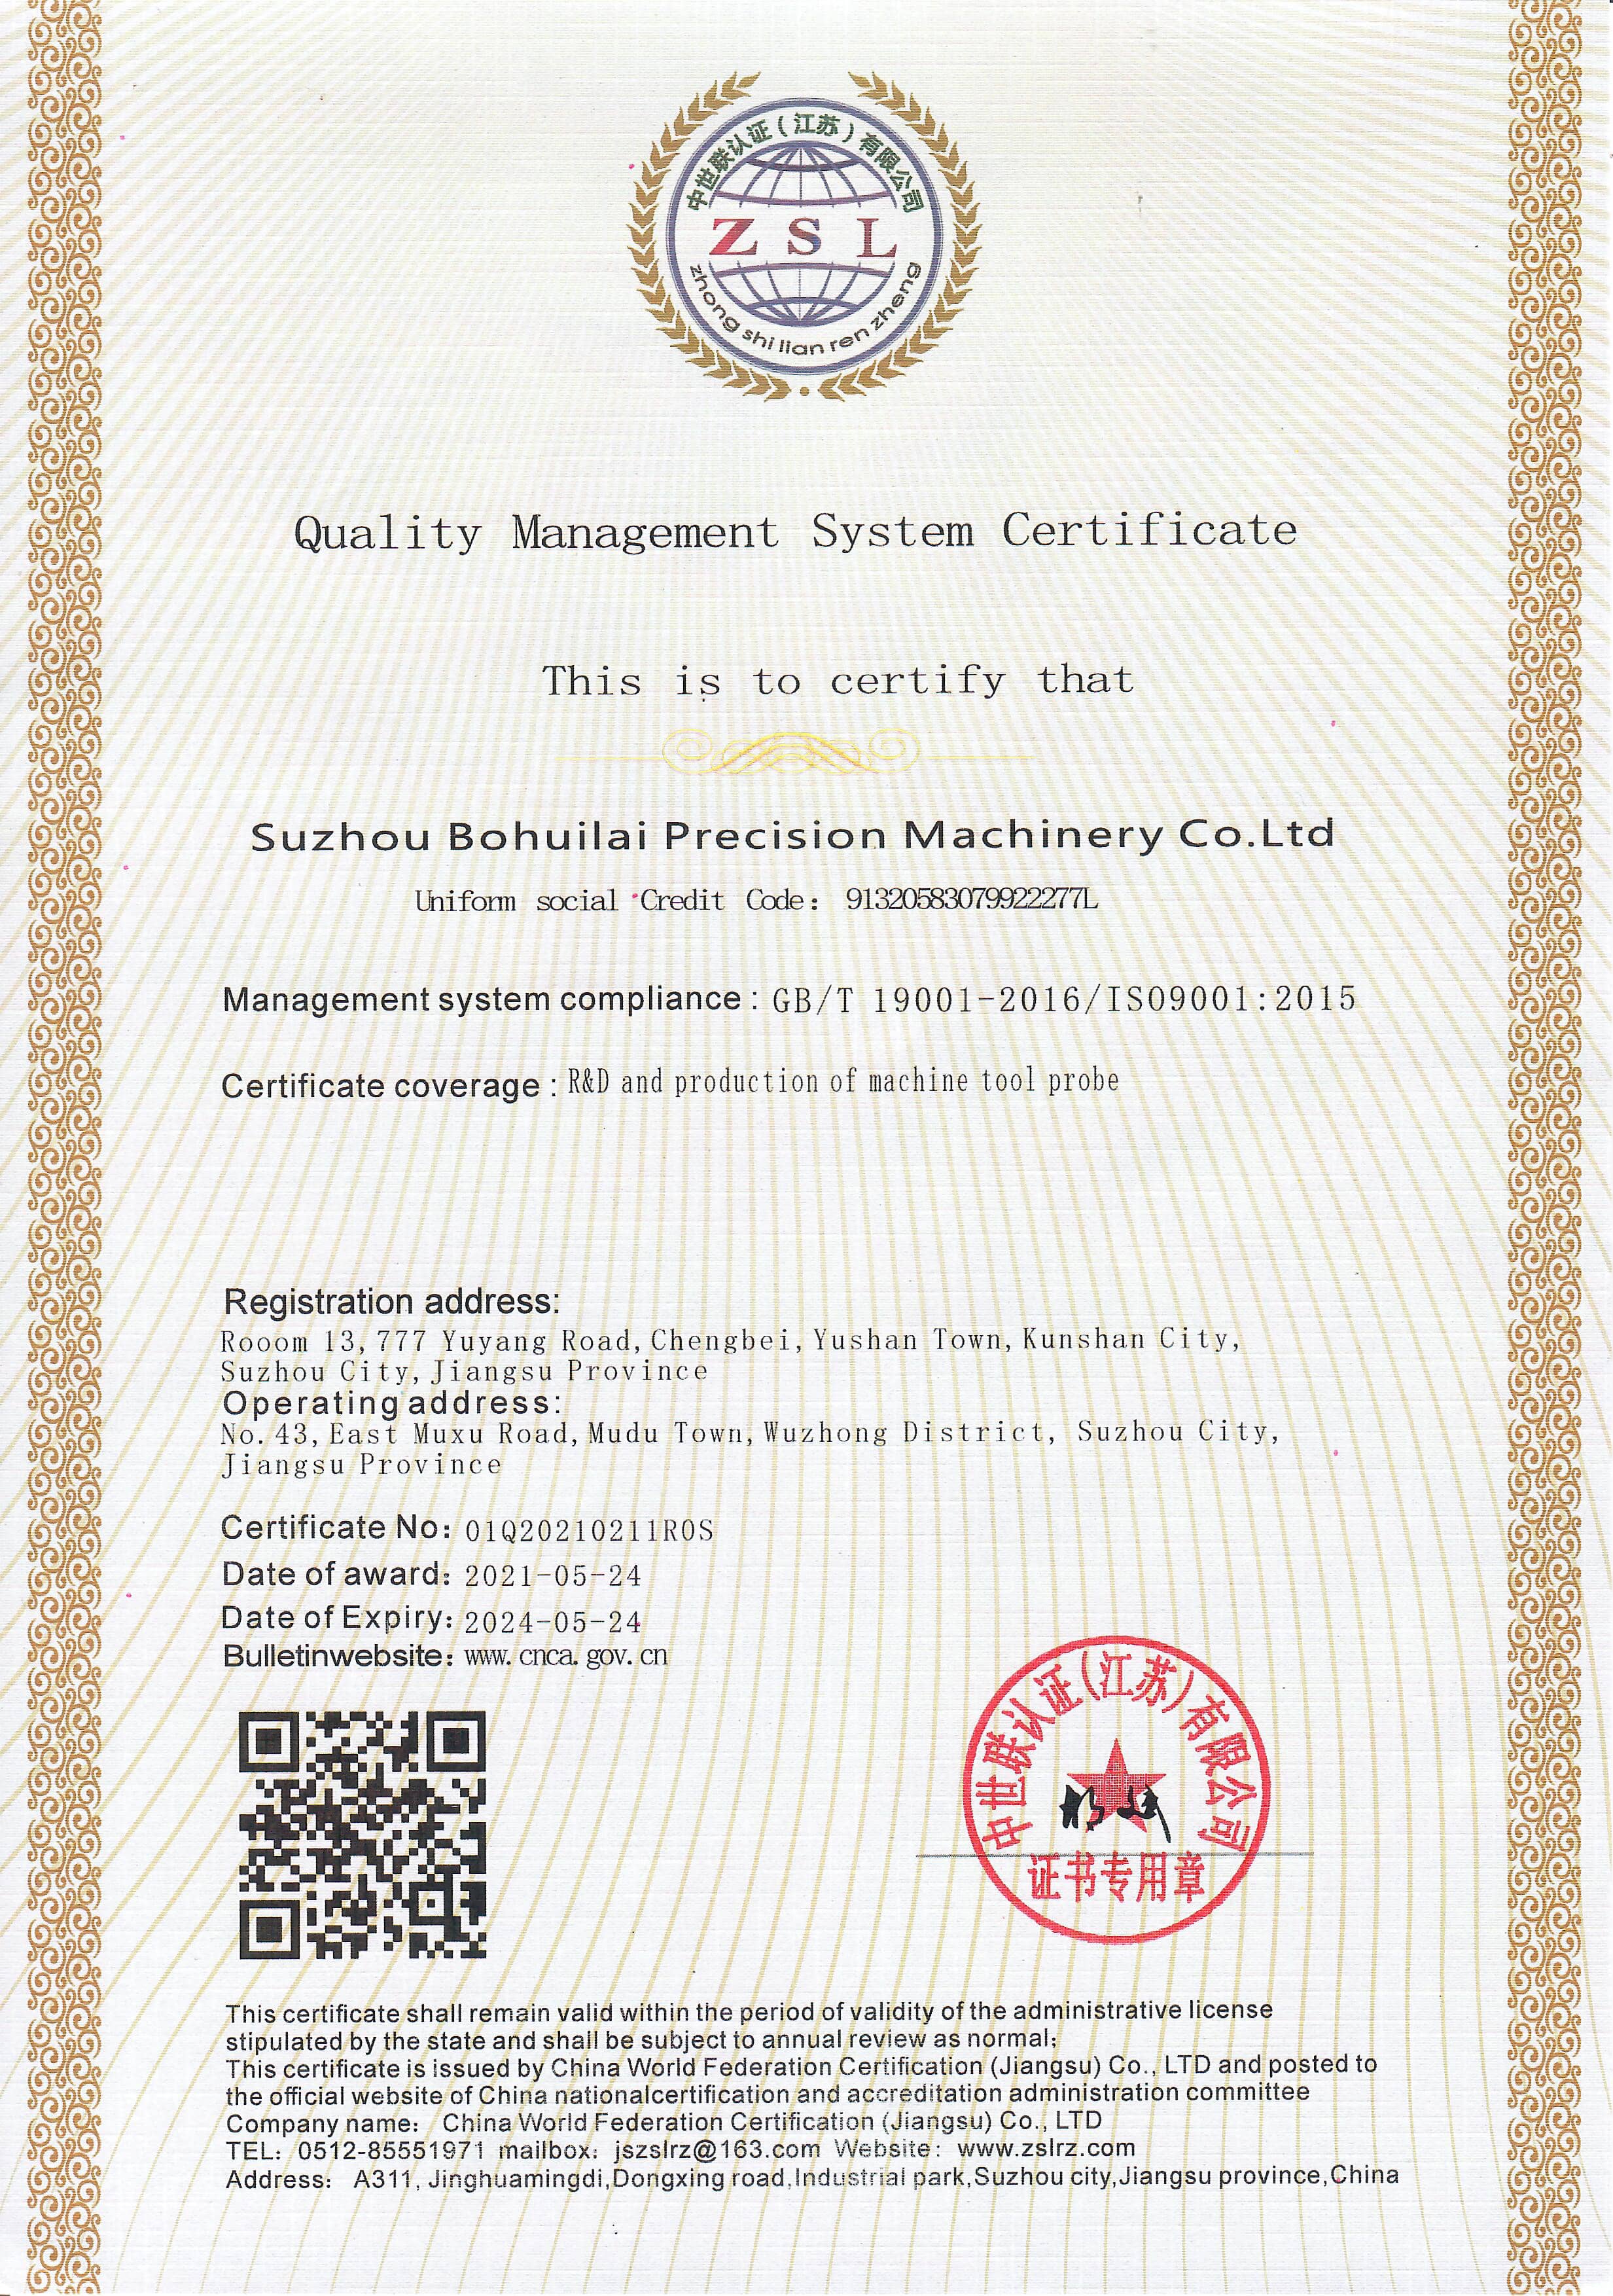 中世联认证(江苏)有限公司
ZSL
zhong shi lian ren zheng
Quality Management System Certificate
This is to certify that
Suzhou Bohuilai Precision Machinery Co.Ltd
Uniform social Credit Code: 91320583079922277L
Management system compliance : GB/T 19001-2016/ISO9001:2015
Certificate coverage : R&D and production of machine tool probe
Registration address:
Rooom 13, 777 Yuyang Road, Chengbei, Yushan Town, Kunshan City,
Suzhou City, Jiangsu Province
Operating address:
No. 43, East Muxu Road, Mudu Town, Wuzhong District, Suzhou City,
Jiangsu Province
Certificate No: 01Q20210211R0S
Date of award: 2021-05-24
Date of Expiry: 2024-05-24
Bulletinwebsite: www.cnca.gov.cn
中世联认证(江苏)有限公司
证书专用章
This certificate shall remain valid within the period of validity of the administrative license
stipulated by the state and shall be subject to annual review as normal;
This certificate is issued by China World Federation Certification (Jiangsu) Co., LTD and posted to
the official website of China nationalcertification and accreditation administration committee
Company name: China World Federation Certification (Jiangsu) Co., LTD
TEL: 0512-85551971 mailbox: jszslrz@163.com Website: www.zslrz.com
Address: A311, Jinghuamingdi,Dongxing road,Industrial park,Suzhou city,Jiangsu province,China